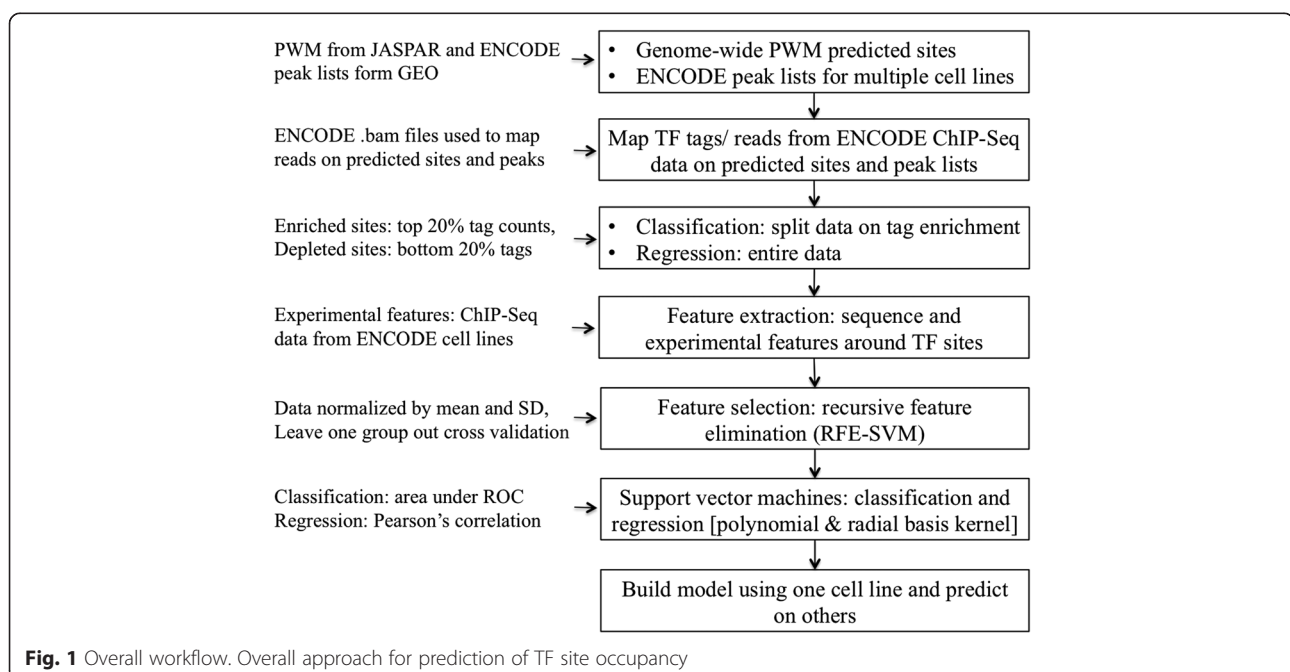 PWM from JASPAR and ENCODE
peak lists form GEO
• Genome-wide PWM predicted sites
• ENCODE peak lists for multiple cell lines
ENCODE .bam files used to map
reads on predicted sites and peaks
Map TF tags/ reads from ENCODE ChIP-Seq
data on predicted sites and peak lists
Enriched sites: top 20% tag counts,
Depleted sites: bottom 20% tags
• Classification: split data on tag enrichment
• Regression: entire data
Experimental features: ChIP-Seq
data from ENCODE cell lines
Feature extraction: sequence and
experimental features around TF sites
Data normalized by mean and SD,
Leave one group out cross validation
Feature selection: recursive feature
elimination (RFE-SVM)
Classification: area under ROC
Regression: Pearson's correlation
Support vector machines: classification and
regression [polynomial & radial basis kernel]
Build model using one cell line and predict
on others
Fig. 1 Overall workflow. Overall approach for prediction of TF site occupancy